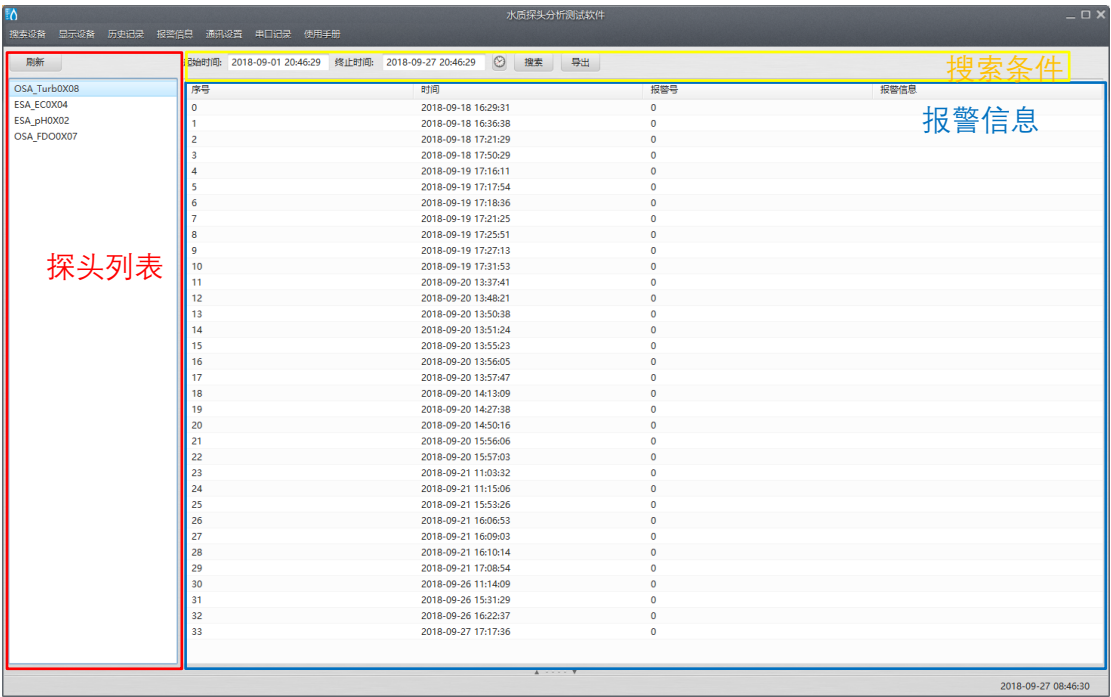 水质探头分析测试软件
搜索设备 显示设备 历史记录 报警信息 通讯设置 串口记录 使用手册
刷新 起始时间: 2018-09-01 20:46:29 终止时间: 2018-09-27 20:46:29 搜索 导出 搜索条件
OSA_Turb0X08
ESA_EC0X04
ESA_pH0X02
OSA_FDO0X07
探头列表
序号 时间 报警号 报警信息
报警信息
0 2018-09-18 16:29:31 0
1 2018-09-18 16:36:38 0
2 2018-09-18 17:21:29 0
3 2018-09-18 17:50:29 0
4 2018-09-19 17:16:11 0
5 2018-09-19 17:17:54 0
6 2018-09-19 17:18:36 0
7 2018-09-19 17:21:25 0
8 2018-09-19 17:25:51 0
9 2018-09-19 17:27:13 0
10 2018-09-19 17:31:53 0
11 2018-09-20 13:37:41 0
12 2018-09-20 13:48:21 0
13 2018-09-20 13:50:38 0
14 2018-09-20 13:51:24 0
15 2018-09-20 13:55:23 0
16 2018-09-20 13:56:05 0
17 2018-09-20 13:57:47 0
18 2018-09-20 14:13:09 0
19 2018-09-20 14:27:38 0
20 2018-09-20 14:50:16 0
21 2018-09-20 15:56:06 0
22 2018-09-20 15:57:03 0
23 2018-09-21 11:03:32 0
24 2018-09-21 11:15:06 0
25 2018-09-21 15:53:26 0
26 2018-09-21 16:06:53 0
27 2018-09-21 16:09:03 0
28 2018-09-21 16:10:14 0
29 2018-09-21 17:08:54 0
30 2018-09-26 11:14:09 0
31 2018-09-26 15:31:29 0
32 2018-09-26 16:22:37 0
33 2018-09-27 17:17:36 0
2018-09-27 08:46:30